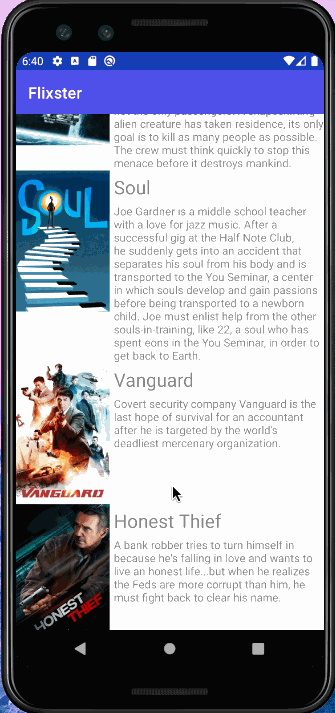 6:40
Flixster
alien creature has taken residence, its only
goal is to kill as many people as possible.
The crew must think quickly to stop this
menace before it destroys mankind.
SOUL
Soul
Joe Gardner is a middle school teacher
with a love for jazz music. After a
successful gig at the Half Note Club,
he suddenly gets into an accident that
separates his soul from his body and is
transported to the You Seminar, a center
in which souls develop and gain passions
before being transported to a newborn
child. Joe must enlist help from the other
souls-in-training, like 22, a soul who has
spent eons in the You Seminar, in order to
get back to Earth.
VANGUARD
Vanguard
Covert security company Vanguard is the
last hope of survival for an accountant
after he is targeted by the world's
deadliest mercenary organization.
HONEST
THIEF
Honest Thief
A bank robber tries to turn himself in
because he's falling in love and wants to
live an honest life...but when he realizes
the Feds are more corrupt than him, he
must fight back to clear his name.